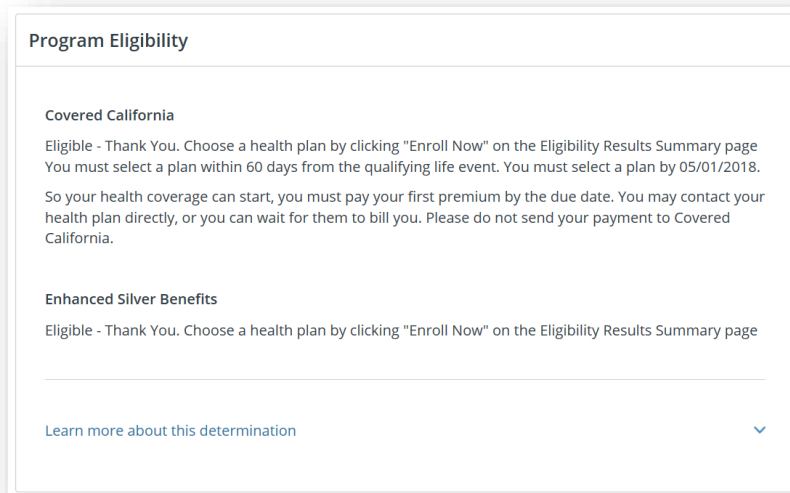 Program Eligibility
Covered California
Eligible - Thank You. Choose a health plan by clicking "Enroll Now" on the Eligibility Results Summary page
You must select a plan within 60 days from the qualifying life event. You must select a plan by 05/01/2018.
So your health coverage can start, you must pay your first premium by the due date. You may contact your
health plan directly, or you can wait for them to bill you. Please do not send your payment to Covered
California.
Enhanced Silver Benefits
Eligible - Thank You. Choose a health plan by clicking "Enroll Now" on the Eligibility Results Summary page
Learn more about this determination